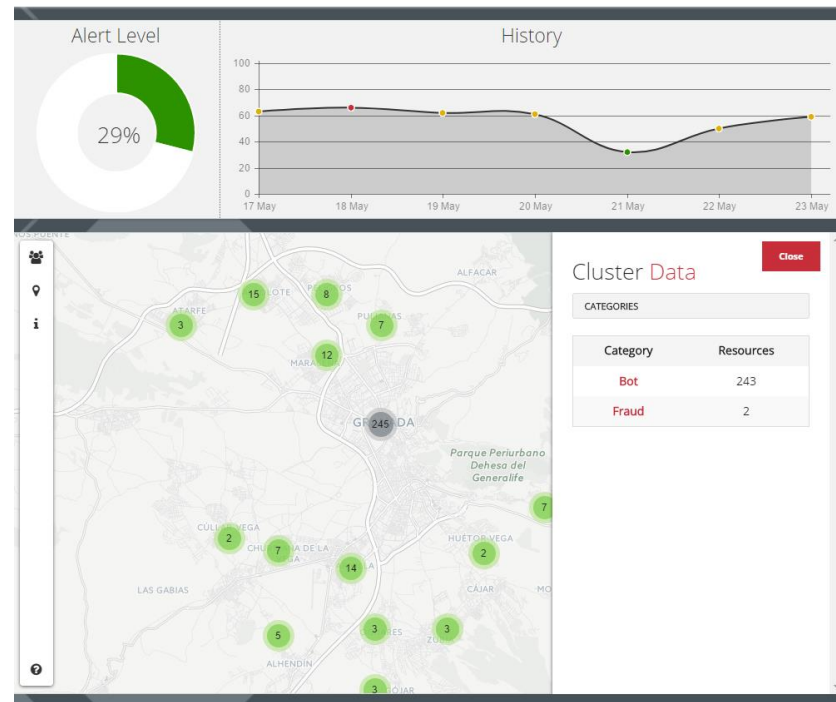 Alert Level
29%
History
100
80
60
40
20
0
17 May 18 May 19 May 20 May 21 May 22 May 23 May
ALFACAR
15
8
3
7
12
245
Parque Periurbano
Dehesa del
Generalife
7
2
7
14
HUÉTOR VEGA
2
LAS GABIAS
CÁJAR
5
3
3
ALHENDÍN
3
Close
Cluster Data
CATEGORIES
Category Resources
Bot 243
Fraud 2